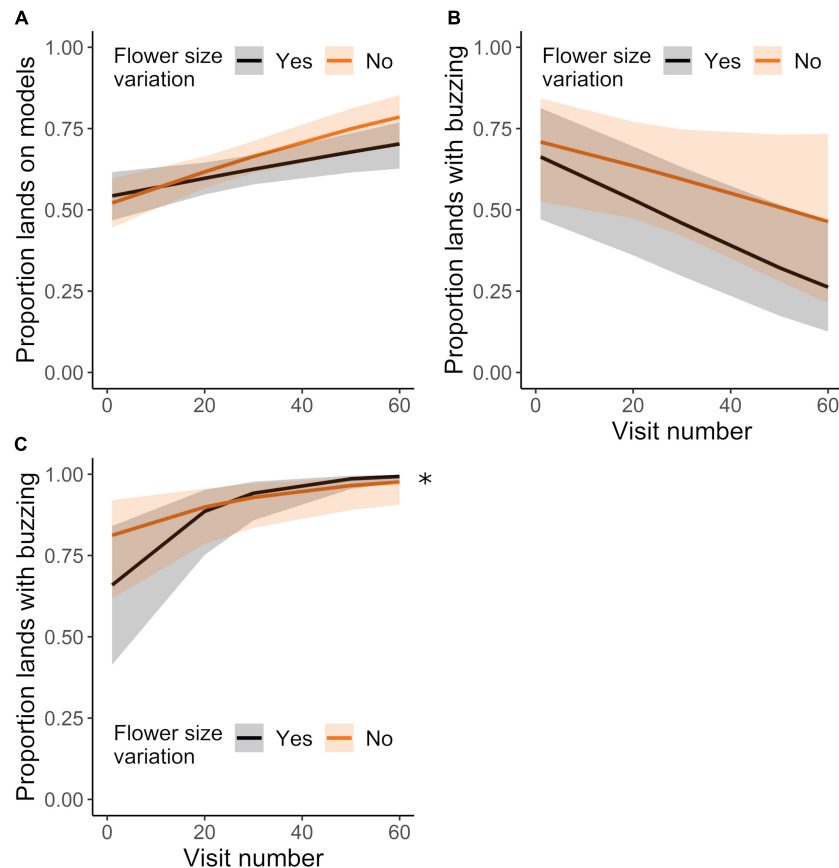 A
Proportion lands on models
1.00
0.75
0.50
0.25
0.00
Flower size
variation
Yes
No
0
20
40
60
B
Proportion lands with buzzing
1.00
0.75
0.50
0.25
0.00
Flower size
variation
Yes
No
0
20
40
60
Visit number
C
Proportion lands with buzzing
1.00
0.75
0.50
0.25
0.00
*
Flower size
variation
Yes
No
0
20
40
60
Visit number